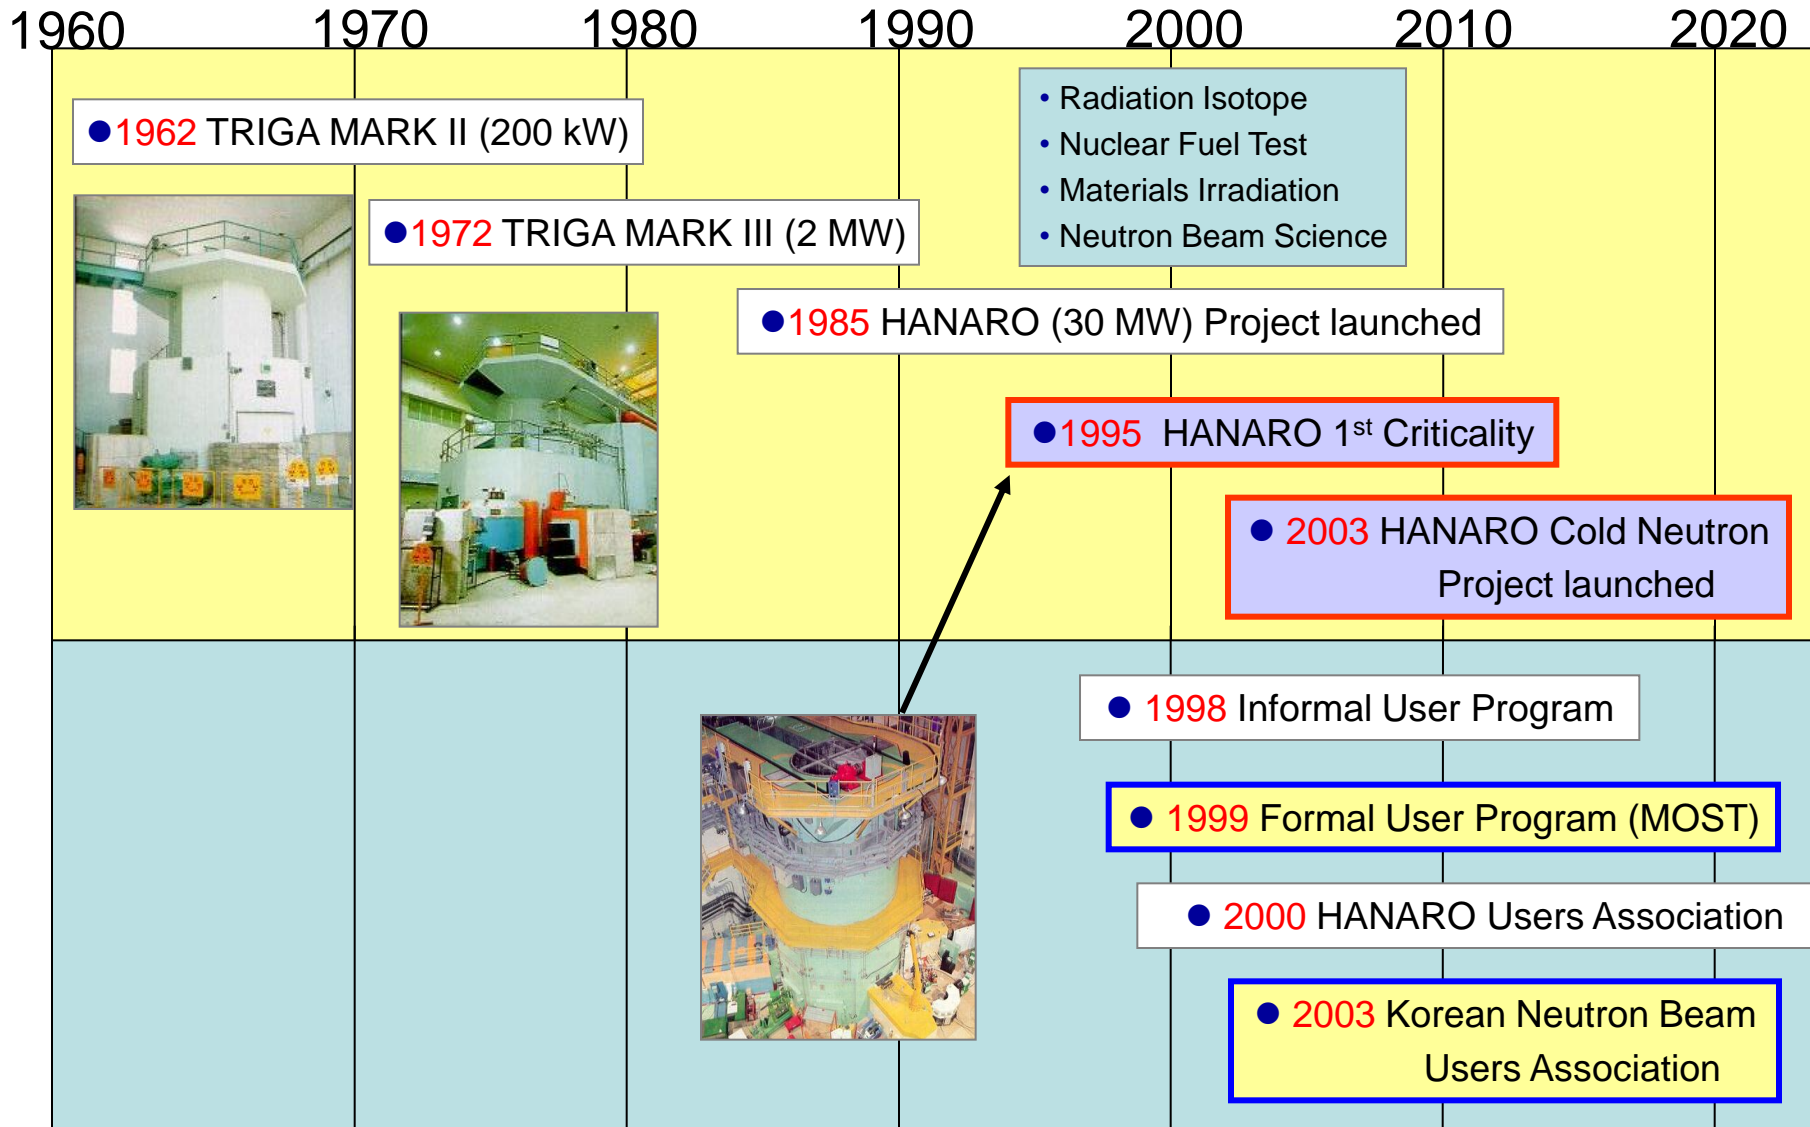 1960 1970 1980 1990 2000 2010 2020
• Radiation Isotope
• Nuclear Fuel Test
• Materials Irradiation
• Neutron Beam Science
●1962 TRIGA MARK II (200 kW)
●1972 TRIGA MARK III (2 MW)
●1985 HANARO (30 MW) Project launched
●1995 HANARO 1st Criticality
● 2003 HANARO Cold Neutron
Project launched
● 1998 Informal User Program
● 1999 Formal User Program (MOST)
● 2000 HANARO Users Association
● 2003 Korean Neutron Beam
Users Association